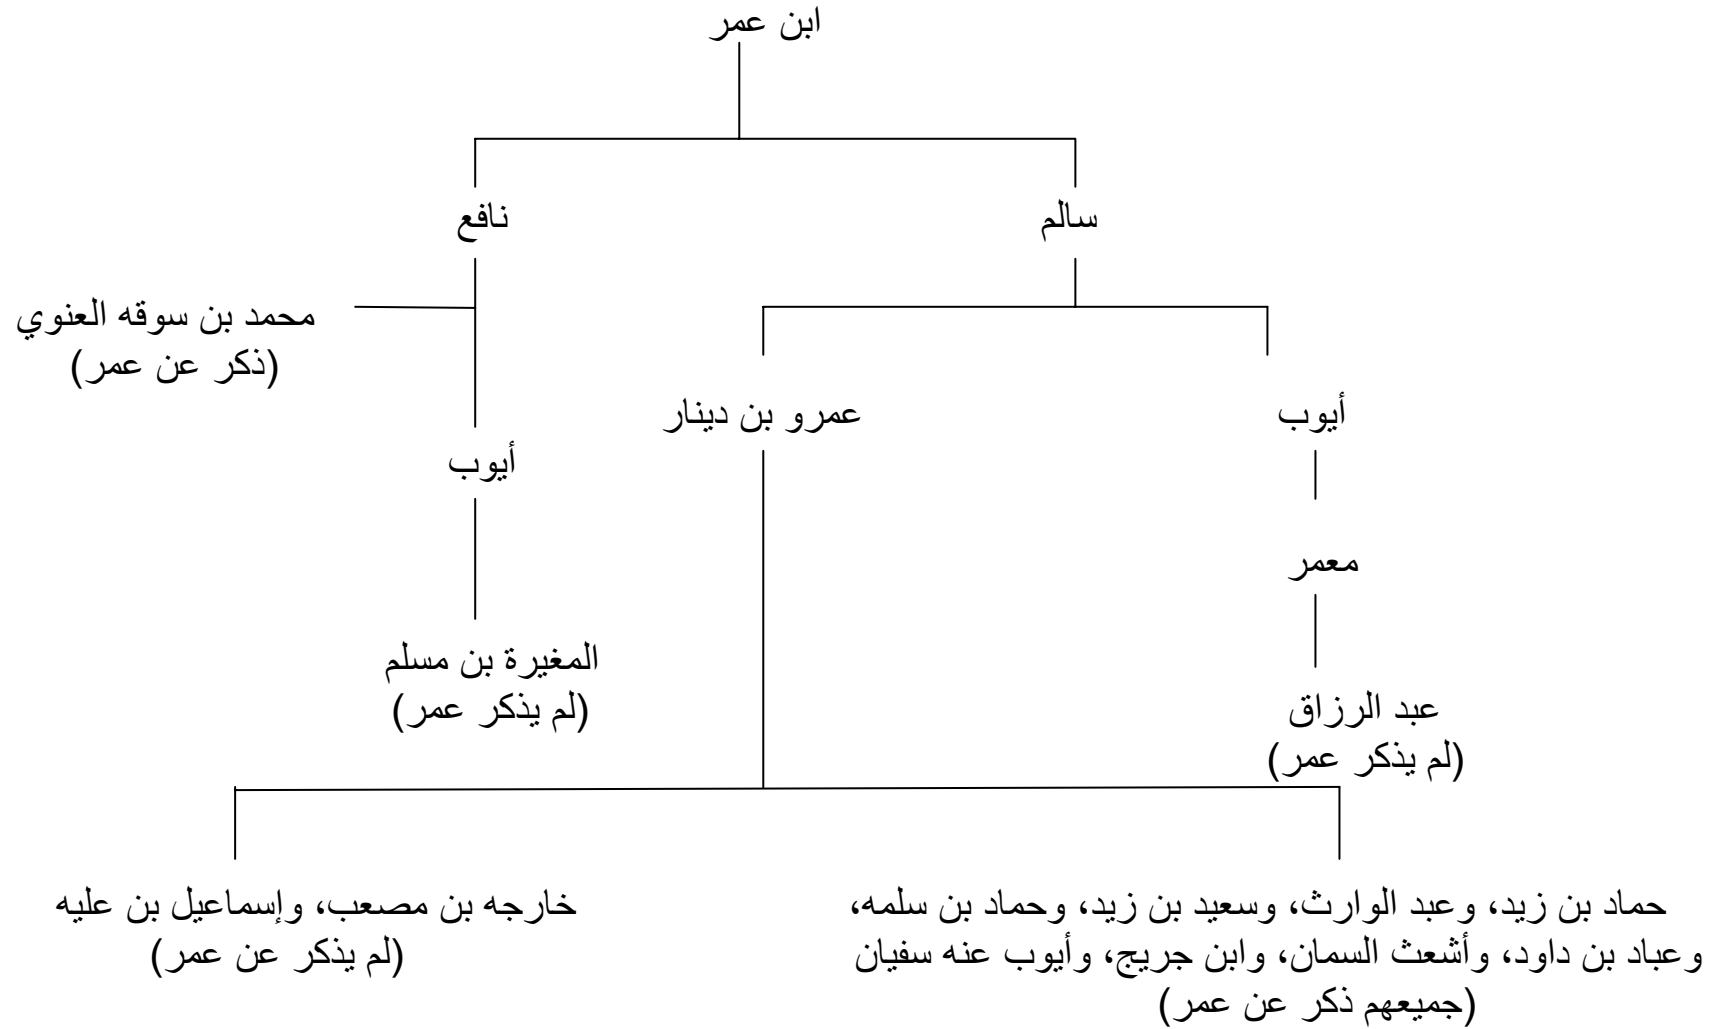 ابن عمر
سالم
نافع
محمد بن سوقه العنوي
(ذكر عن عمر)
أيوب
عمرو بن دينار
أيوب
معمر
المغيرة بن مسلم
(لم يذكر عمر)
عبد الرزاق
(لم يذكر عمر)
حماد بن زيد، وعبد الوارث، وسعيد بن زيد، وحماد بن سلمه،
وعباد بن داود، وأشعث السمان، وابن جريج، وأيوب عنه سفيان
(جميعهم ذكر عن عمر)
خارجه بن مصعب، وإسماعيل بن عليه
(لم يذكر عن عمر)